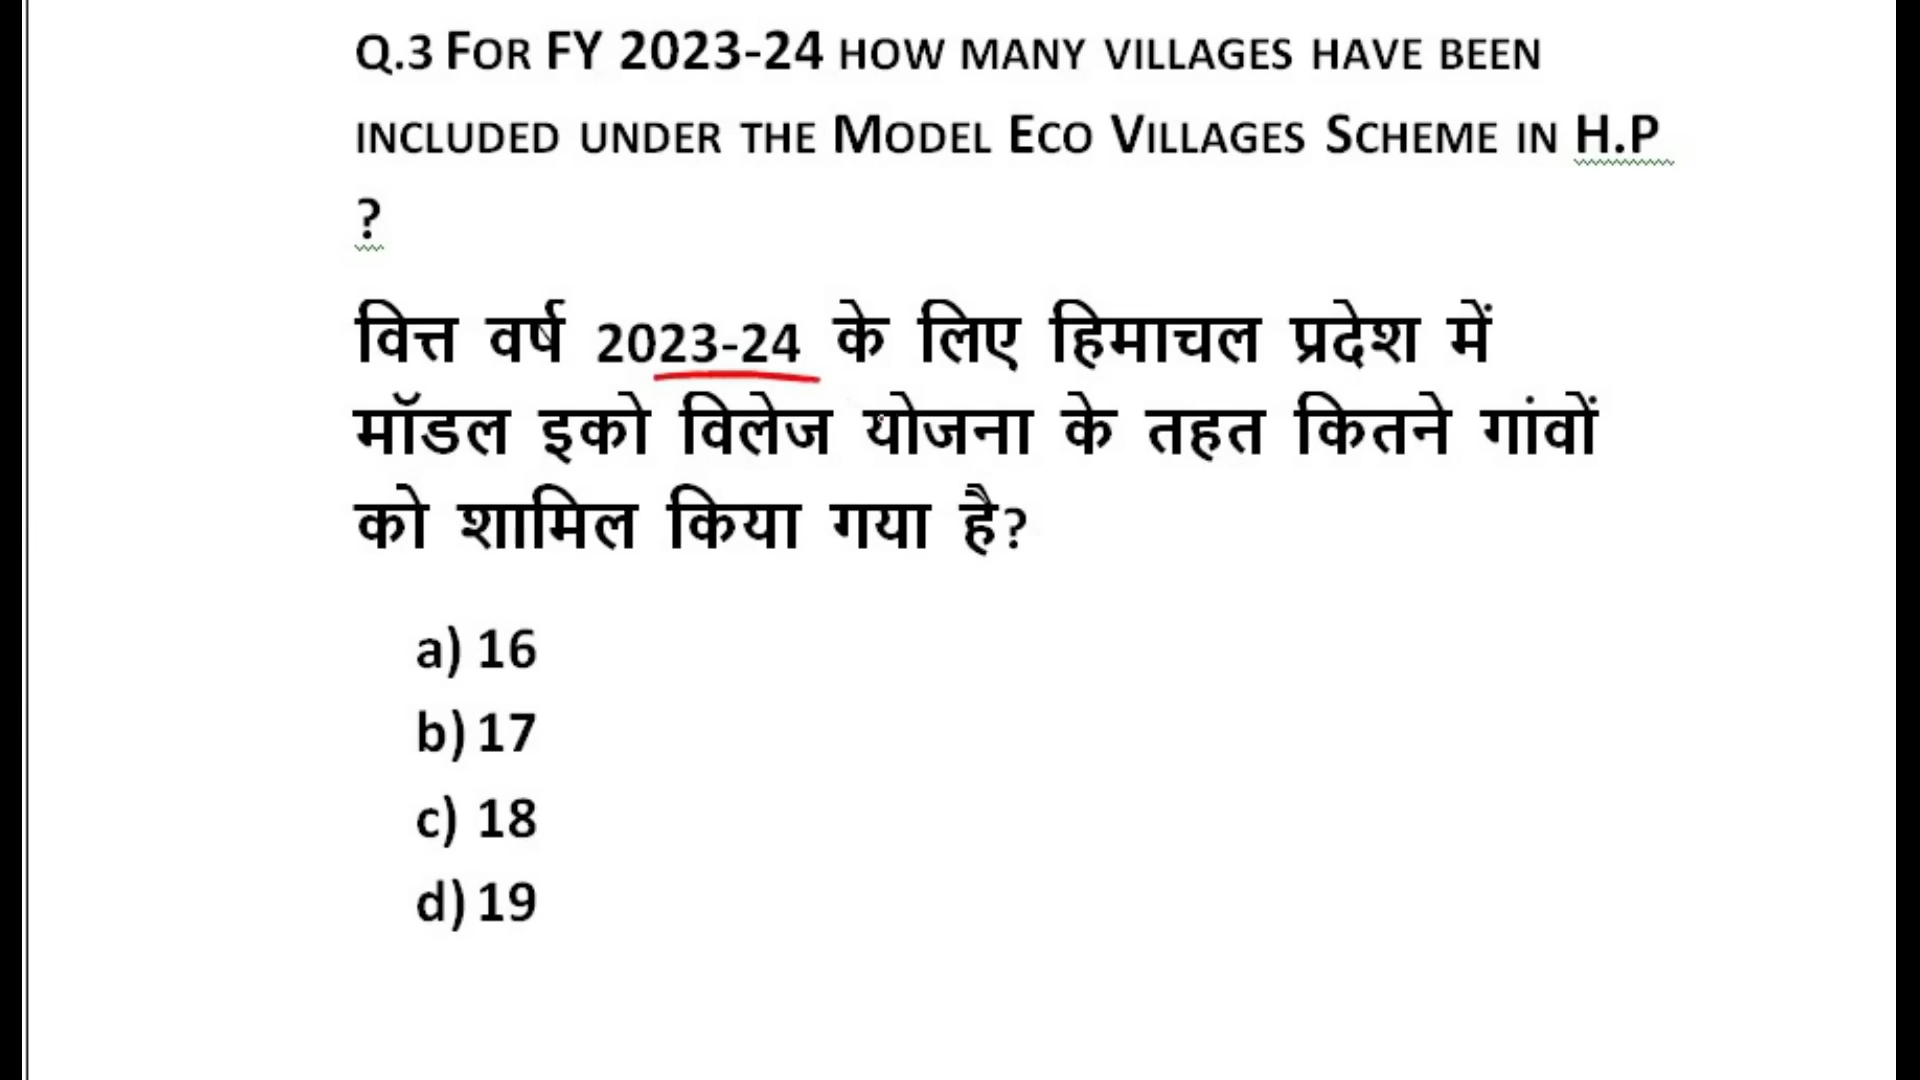 Q.3 FOR FY 2023-24 HOW MANY VILLAGES HAVE BEEN
INCLUDED UNDER THE MODEL ECO VILLAGES SCHEME IN H.P
?
वित्त वर्ष 2023-24 के लिए हिमाचल प्रदेश में
मॉडल इको विलेज योजना के तहत कितने गांवों
को शामिल किया गया है?
a) 16
b) 17
c) 18
d) 19